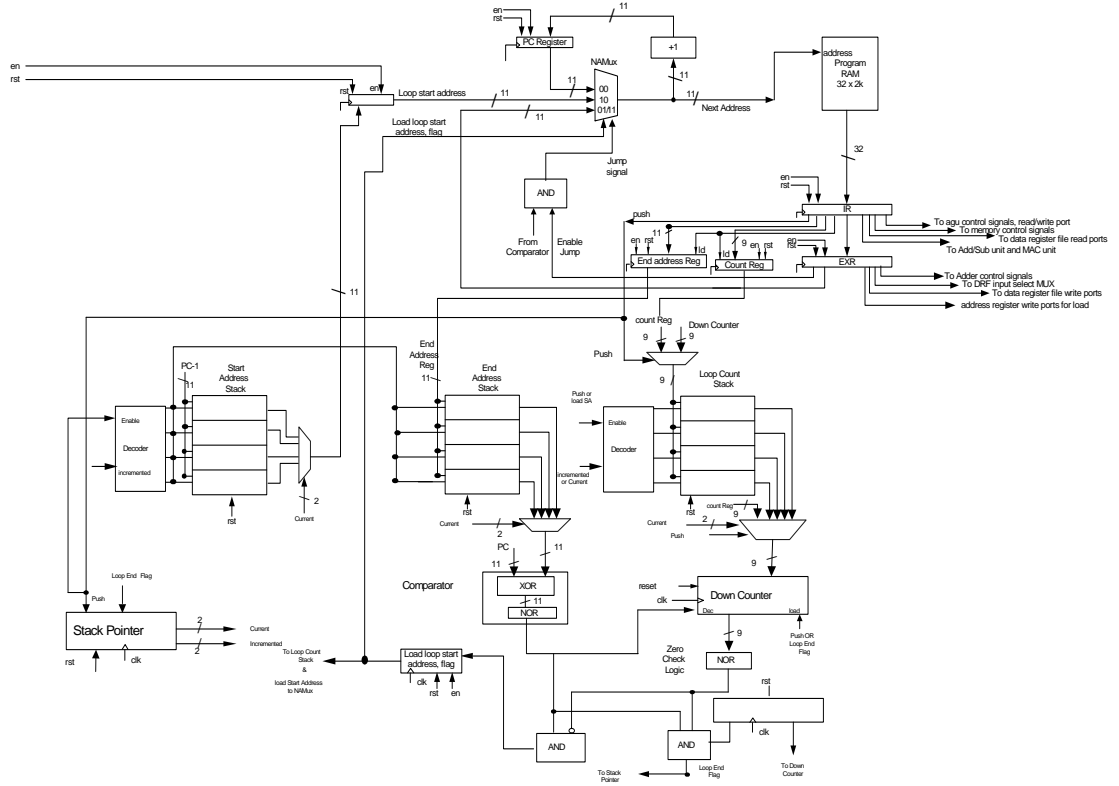 en
rst
11
PC Register
+1
NAMux
address
Program
RAM
32 x 2k
en
rst
rst
en
Loop start address
11
11
00
10
01/11
11
11
11
Next Address
Load loop start
address, flag
Jump
signal
32
AND
en
rst
From
Comparator
Enable
Jump
push
IR
To agu control signals, read/write port
To memory control signals
To data register file read ports
To Add/Sub unit and MAC unit
11
9
en rst
ld
ld
en rst
End address Reg
Count Reg
en
rst
EXR
To Adder control signals
To DRF input select MUX
To data register file write ports
address register write ports for load
11
count Reg
Down Counter
9
9
Push
PC-1
11
Start
Address
Stack
End
Address
Reg
11
End
Address
Stack
9
Loop Count
Stack
Push or
load SA
Enable
Decoder
incremented
Enable
Decoder
incremented
or Current
rst
2
Current
rst
Current
2
rst
count Reg
9
Current
2
Push
PC
11
11
9
Comparator
XOR
11
NOR
reset
clk
Down Counter
Dec
load
Push OR
Loop End
Flag
Loop End Flag
Push
Stack Pointer
2
Current
2
Incremented
rst
clk
To Loop Count
Stack
&
load Start Address
to NAMux
Load loop start
address, flag
clk
rst
en
9
Zero
Check
Logic
NOR
rst
clk
AND
AND
To Stack
Pointer
Loop End
Flag
To Down
Counter